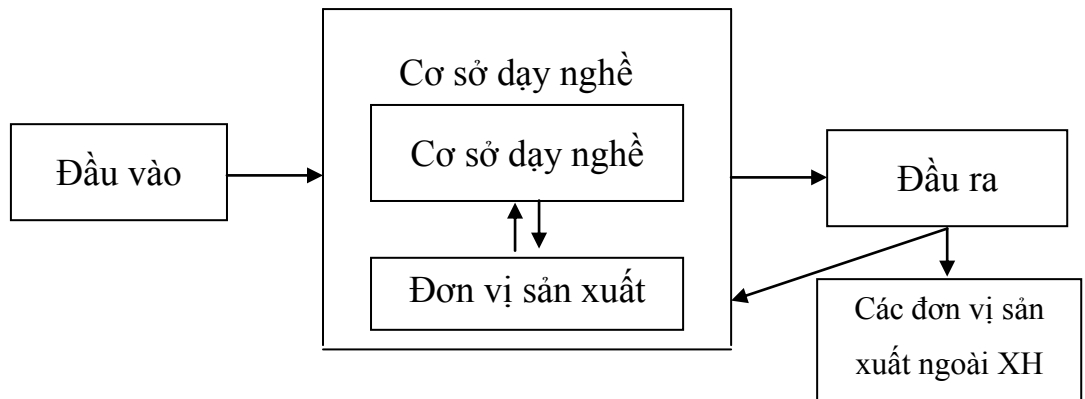 Cơ sở dạy nghề
Đầu vào
Cơ sở dạy nghề
Đầu ra
Đơn vị sản xuất
Các đơn vị sản
xuất ngoài XH